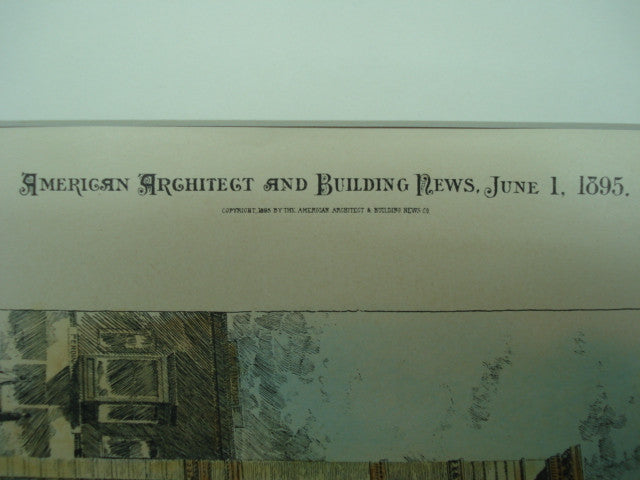 American Architect and Building News, June 1, 1895.
COPYRIGHT, 1895 BY THE AMERICAN ARCHITECT & BUILDING NEWS Co